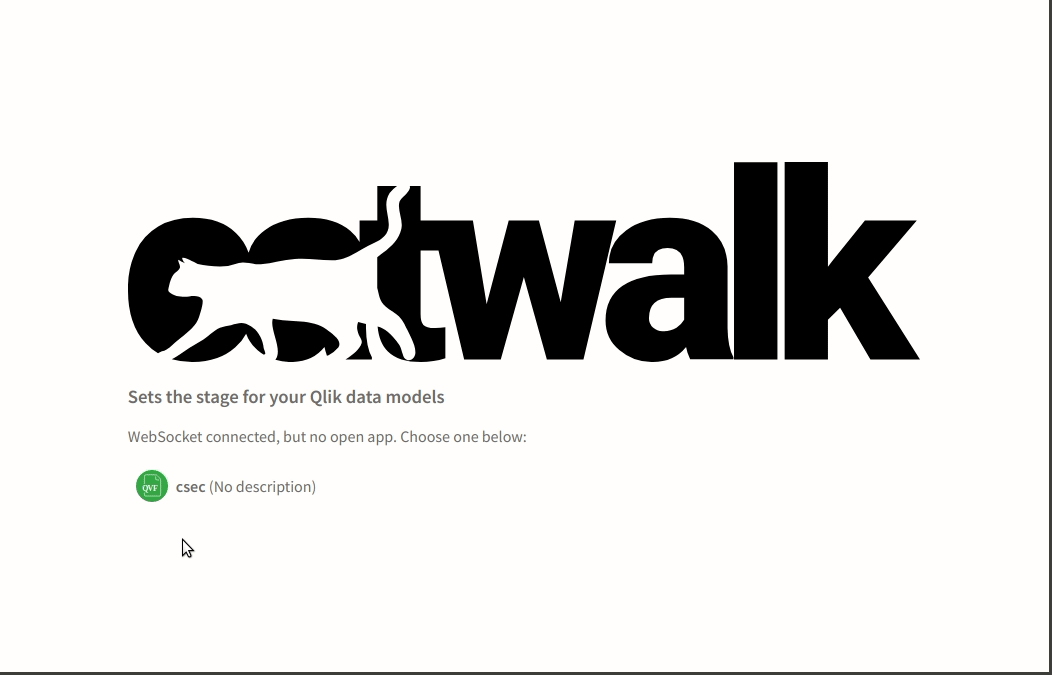 catwalk
Sets the stage for your Qlik data models
WebSocket connected, but no open app. Choose one below:
QVF
csec (No description)